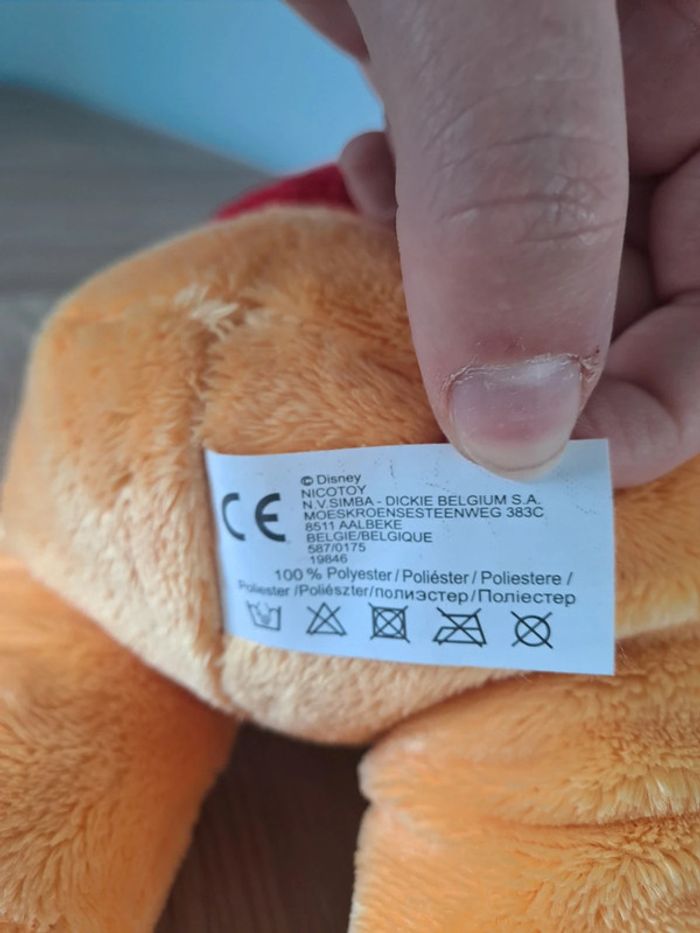 © Disney
NICOTOY
N.V.SIMBA - DICKIE BELGIUM S.A.
MOESKROENSESTEENWEG 383C
8511 AALBEKE
BELGIE/BELGIQUE
587/0175
19846
CE
100 % Polyester / Poliéster / Poliestere /
Poliester /Poliészter/полиэстер/Поліестер